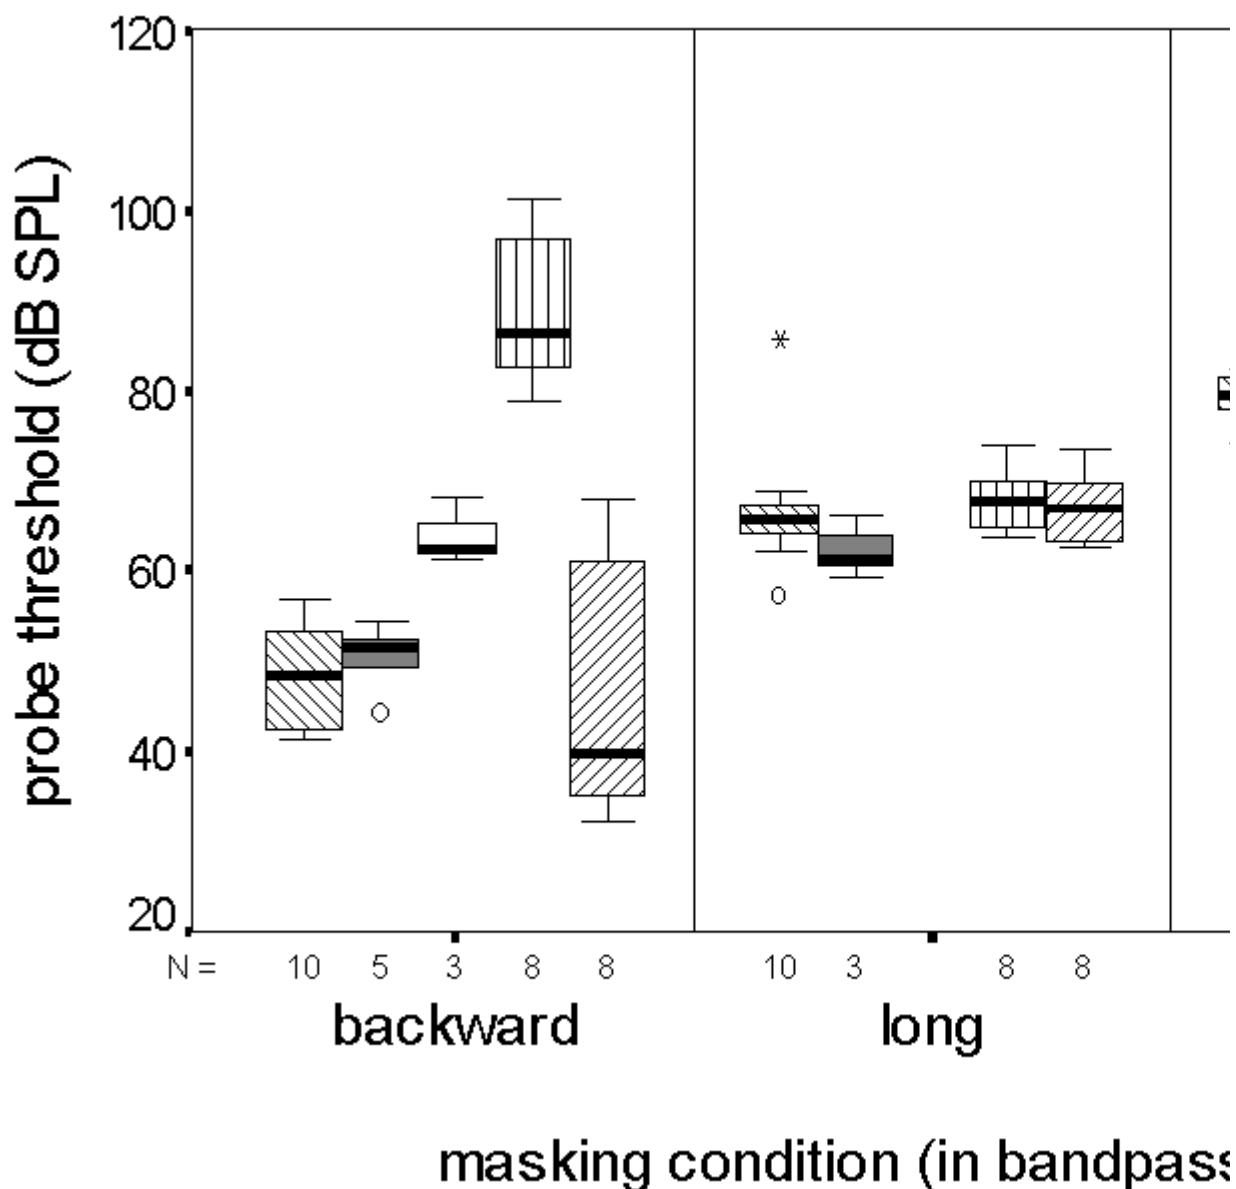 probe threshold (dB SPL)
120
100
80
60
40
20
N = 10 5 3 8 8 10 3 8 8
backward long
masking condition (in bandpass